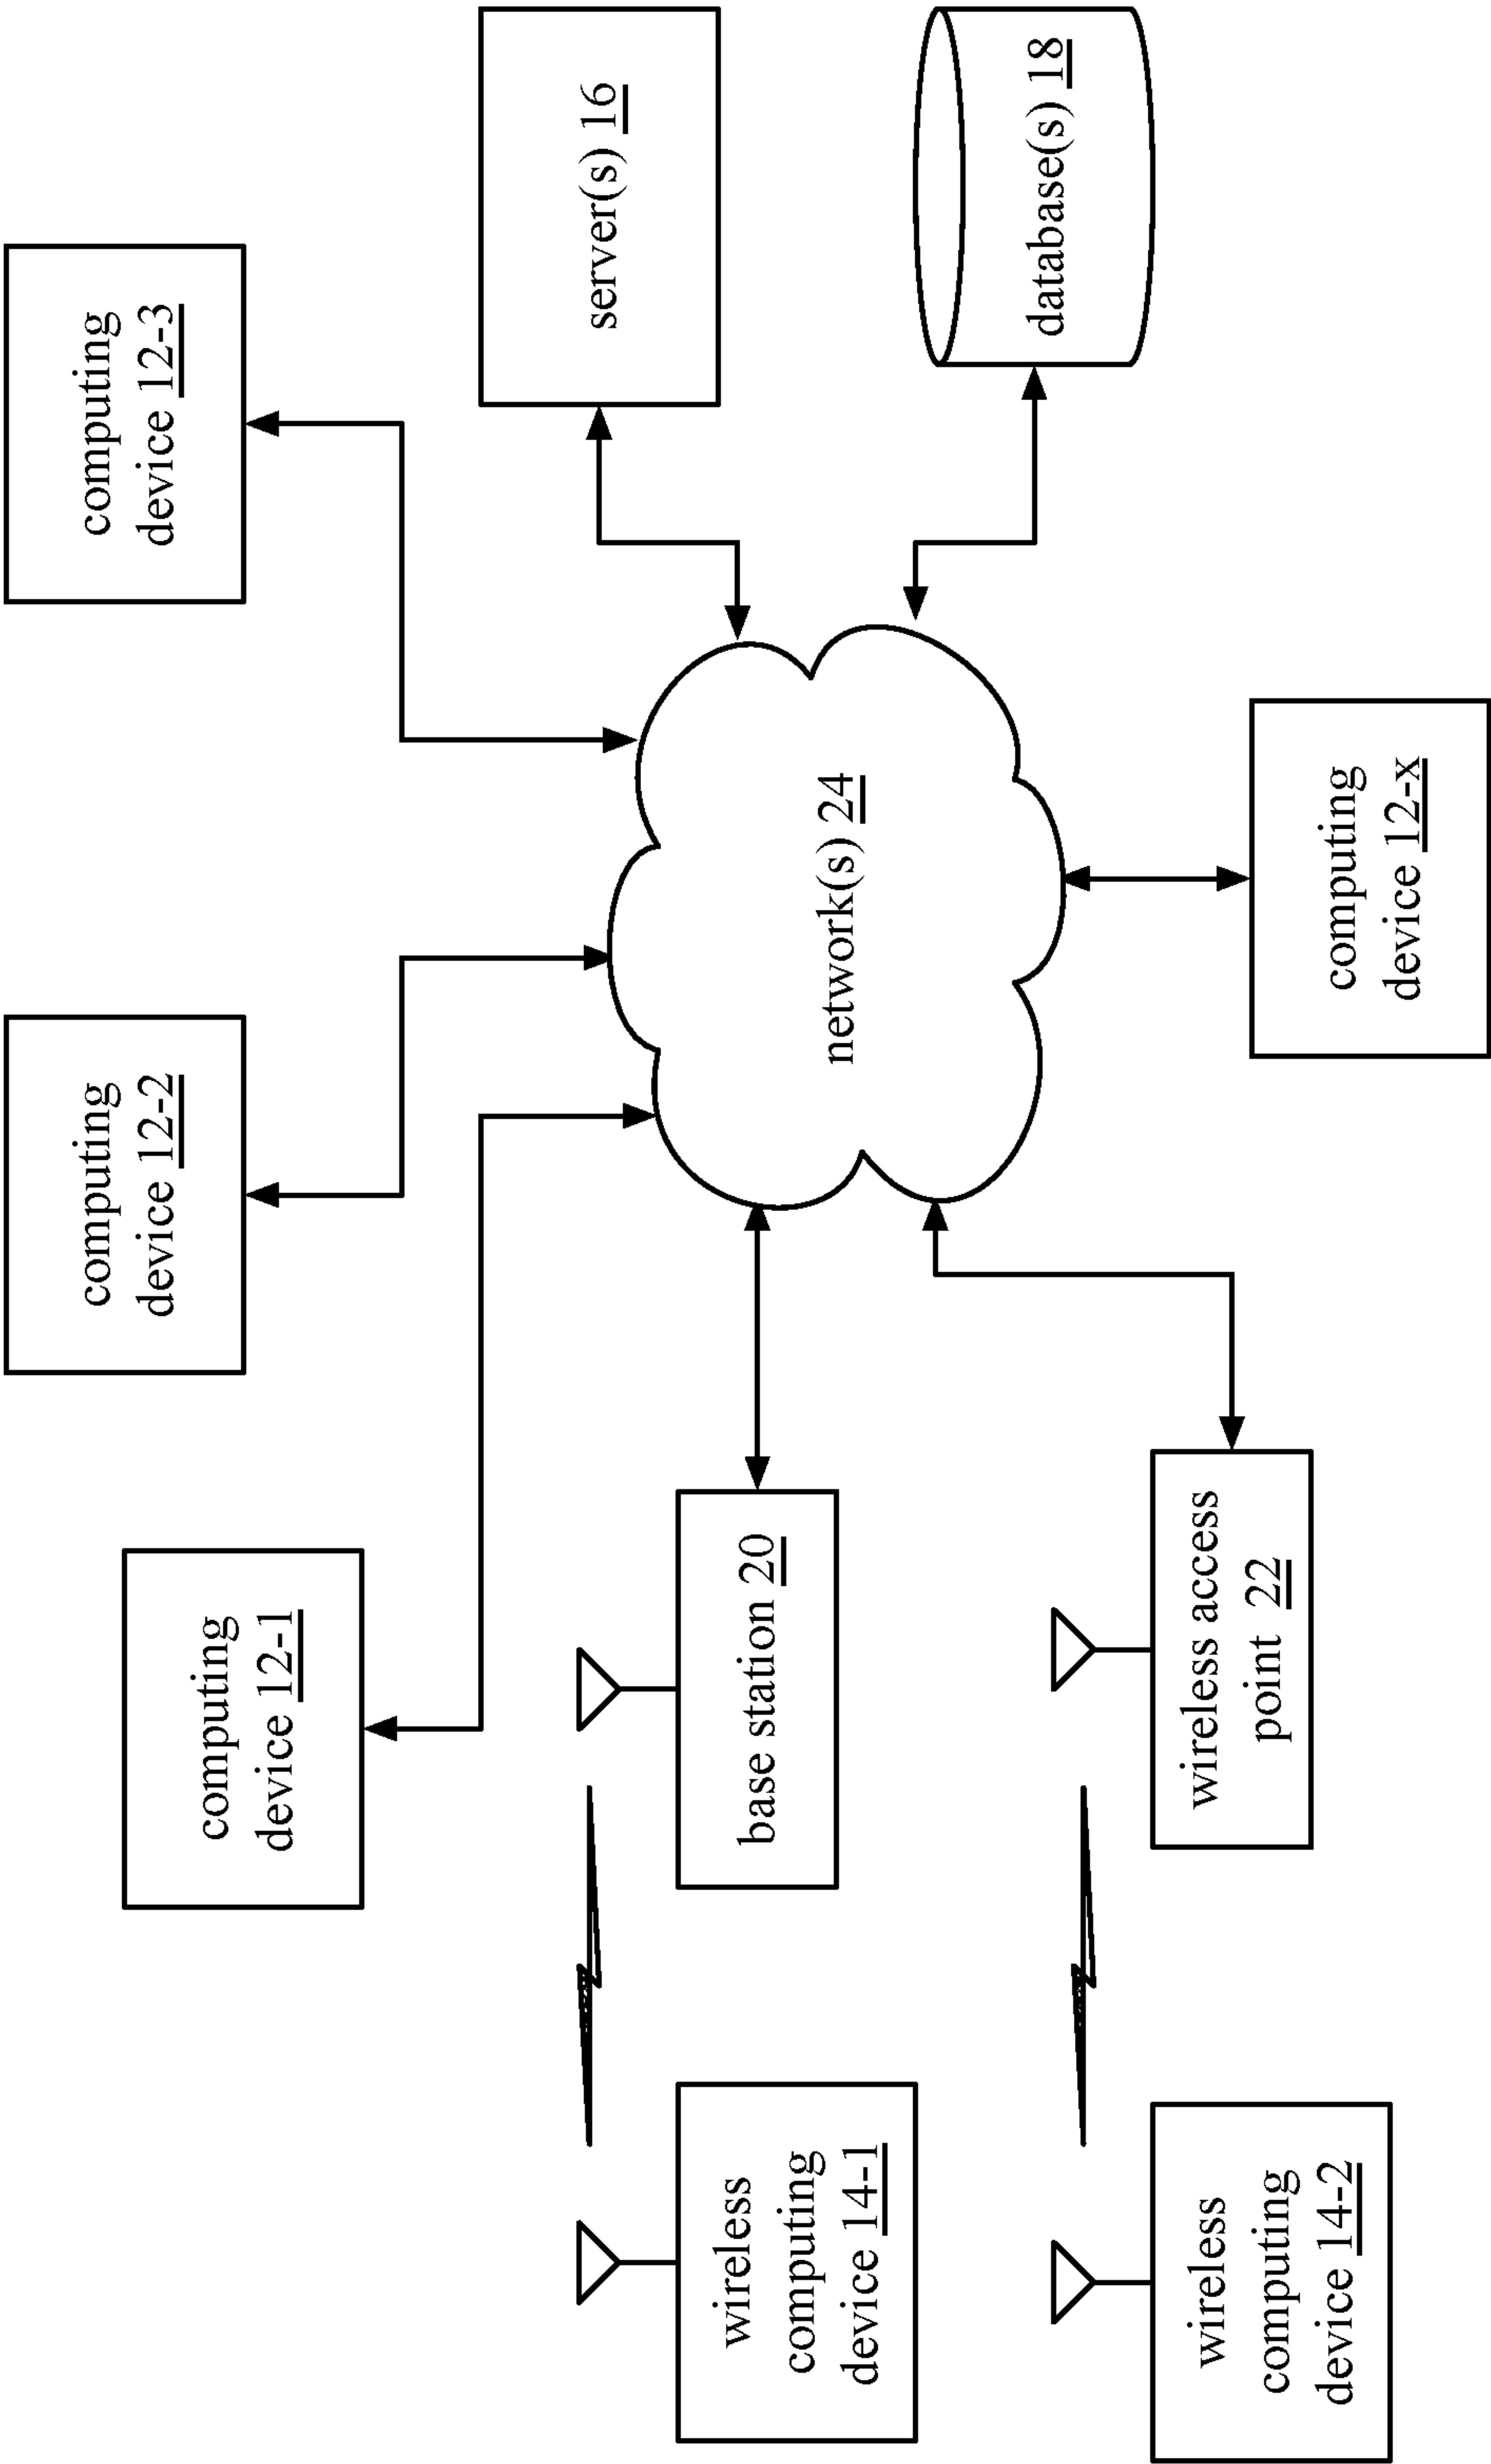 computing
device 12-1
computing
device 12-2
computing
device 12-3
wireless
computing
device 14-1
base station 20
network(s) 24
server(s) 16
database(s) 18
wireless
computing
device 14-2
wireless access
point 22
computing
device 12-x